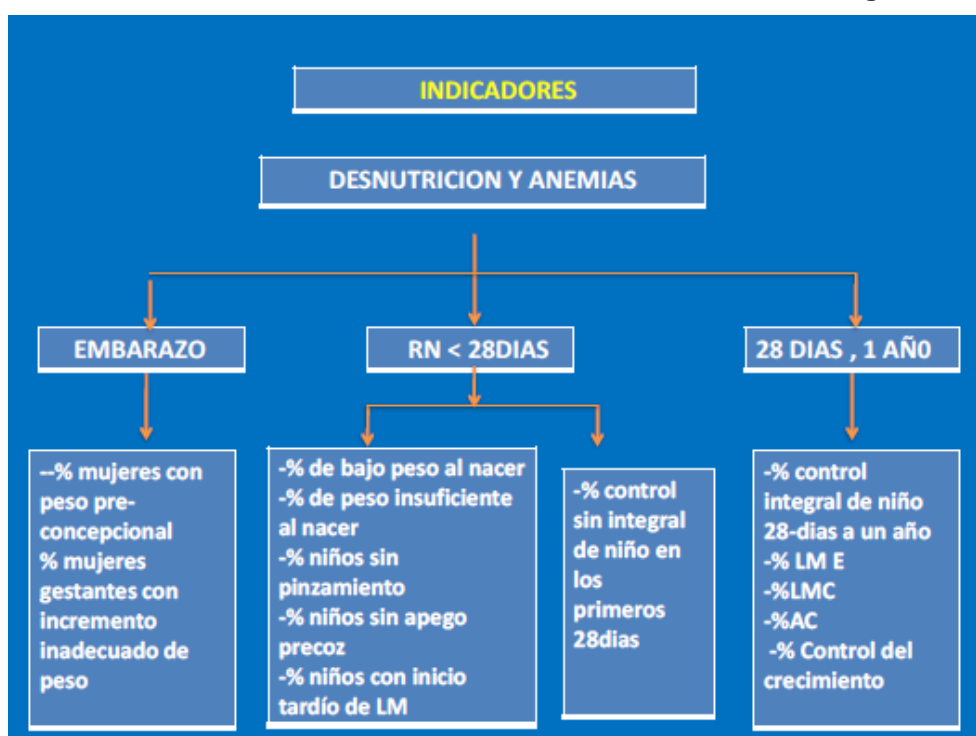 INDICADORES
DESNUTRICION Y ANEMIAS
EMBARAZO
RN < 28DIAS
28 DIAS , 1 AÑ0
--% mujeres con
peso pre-
concepcional
% mujeres
gestantes con
incremento
inadecuado de
peso
-% de bajo peso al nacer
-% de peso insuficiente
al nacer
-% niños sin
pinzamiento
-% niños sin apego
precoz
-% niños con inicio
tardío de LM
-% control
sin integral
de niño en
los
primeros
28dias
-% control
integral de niño
28-dias a un año
-% LM E
-%LMC
-%AC
-% Control del
crecimiento